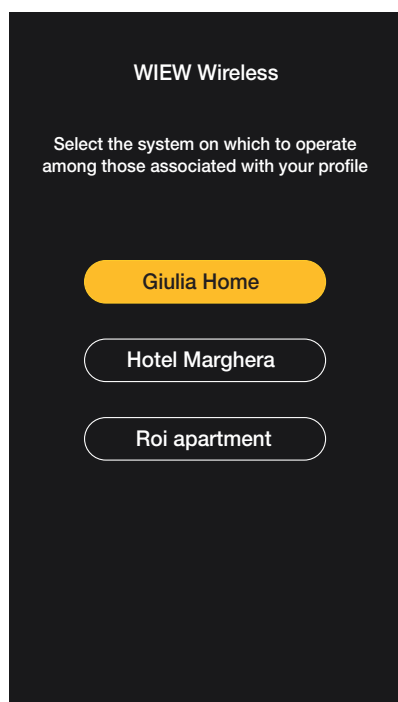 WIEW Wireless
Select the system on which to operate
among those associated with your profile
Giulia Home
Hotel Marghera
Roi apartment